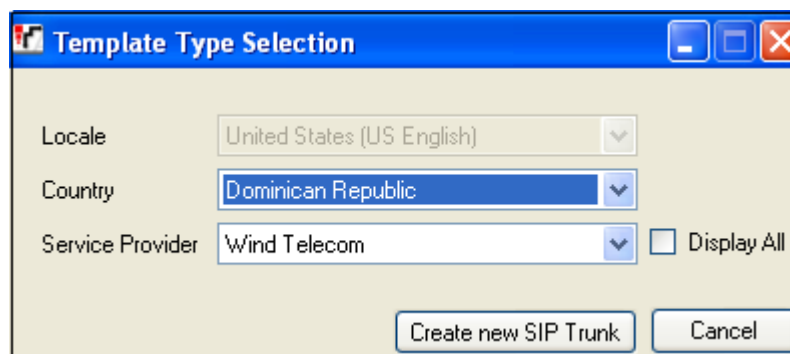 Template Type Selection
Locale United States (US English)
Country Dominican Republic
Service Provider Wind Telecom Display All
Create new SIP Trunk Cancel